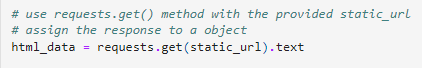 # use requests.get() method with the provided static_url
# assign the response to a object
html_data = requests.get(static_url).text